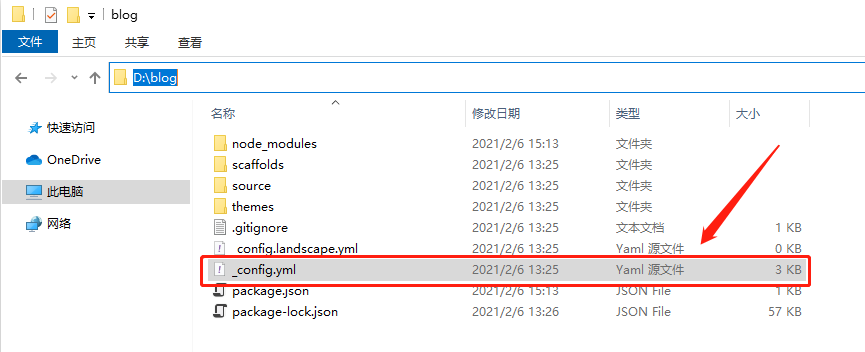 blog
文件 主页 共享 查看
D:\blog
名称 修改日期 类型 大小
快速访问
OneDrive
此电脑
网络
node_modules 2021/2/6 15:13 文件夹
scaffolds 2021/2/6 13:25 文件夹
source 2021/2/6 13:25 文件夹
themes 2021/2/6 13:25 文件夹
.gitignore 2021/2/6 13:25 文本文档 1 KB
_config.landscape.yml 2021/2/6 13:25 Yaml 源文件 0 KB
_config.yml 2021/2/6 13:25 Yaml 源文件 3 KB
package.json 2021/2/6 15:13 JSON File 1 KB
package-lock.json 2021/2/6 13:26 JSON File 57 KB